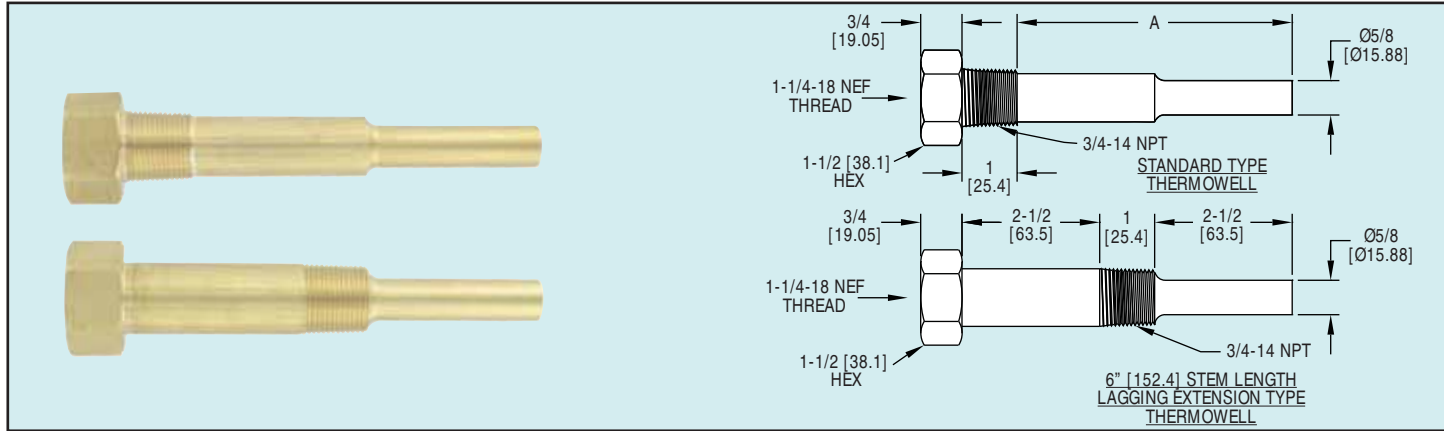 3/4
[19.05]
A
Ø5/8
[Ø15.88]
1-1/4-18 NEF
THREAD
3/4-14 NPT
1-1/2 [38.1]
HEX
1
[25.4]
STANDARD TYPE
THERMOWELL
3/4
[19.05]
2-1/2
[63.5]
1
[25.4]
2-1/2
[63.5]
Ø5/8
[Ø15.88]
1-1/4-18 NEF
THREAD
3/4-14 NPT
1-1/2 [38.1]
HEX
6" [152.4] STEM LENGTH
LAGGING EXTENSION TYPE
THERMOWELL